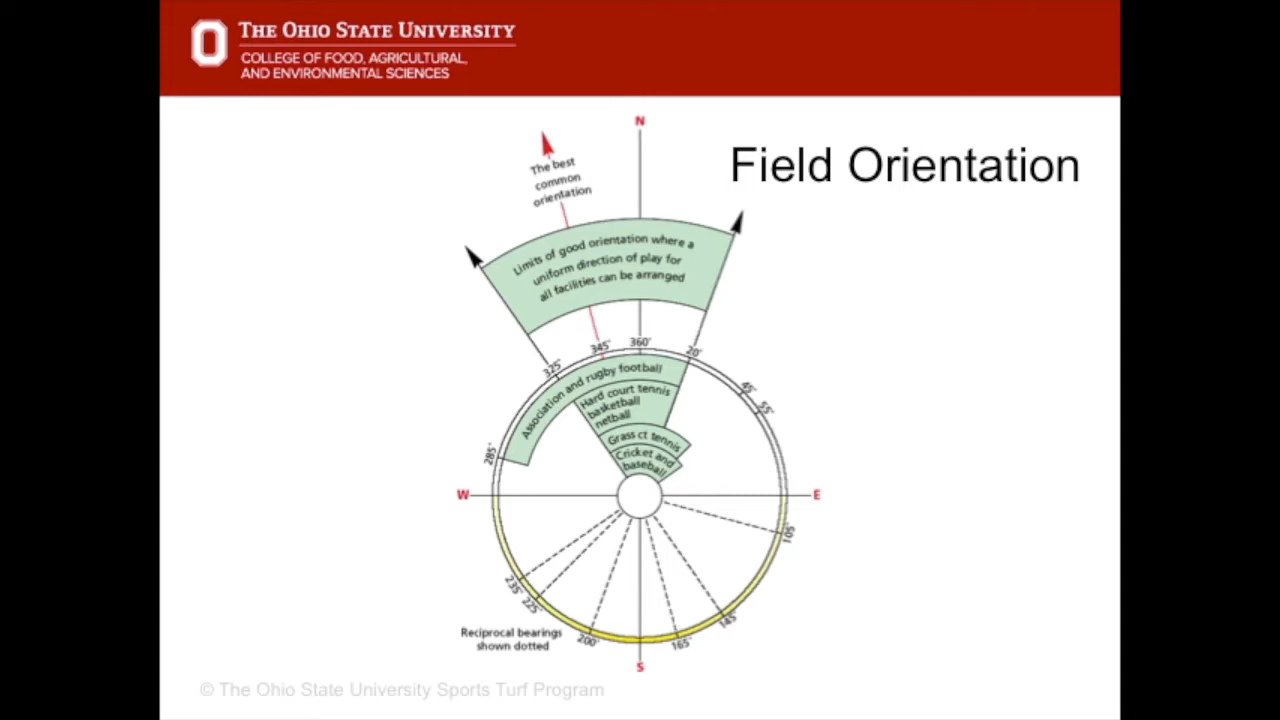 THE OHIO STATE UNIVERSITY
COLLEGE OF FOOD, AGRICULTURAL,
AND ENVIRONMENTAL SCIENCES
Field Orientation
N
The best
common
orientation
Limits of good orientation where a
uniform direction of play for
all facilities can be arranged
325°
345°
360°
20°
45°
55°
285°
Association and rugby football
Hard court tennis
basketball
netball
Grass ct tennis
Cricket and
baseball
W
E
105°
145°
165°
200°
225°
235°
S
Reciprocal bearings
shown dotted
© The Ohio State University Sports Turf Program